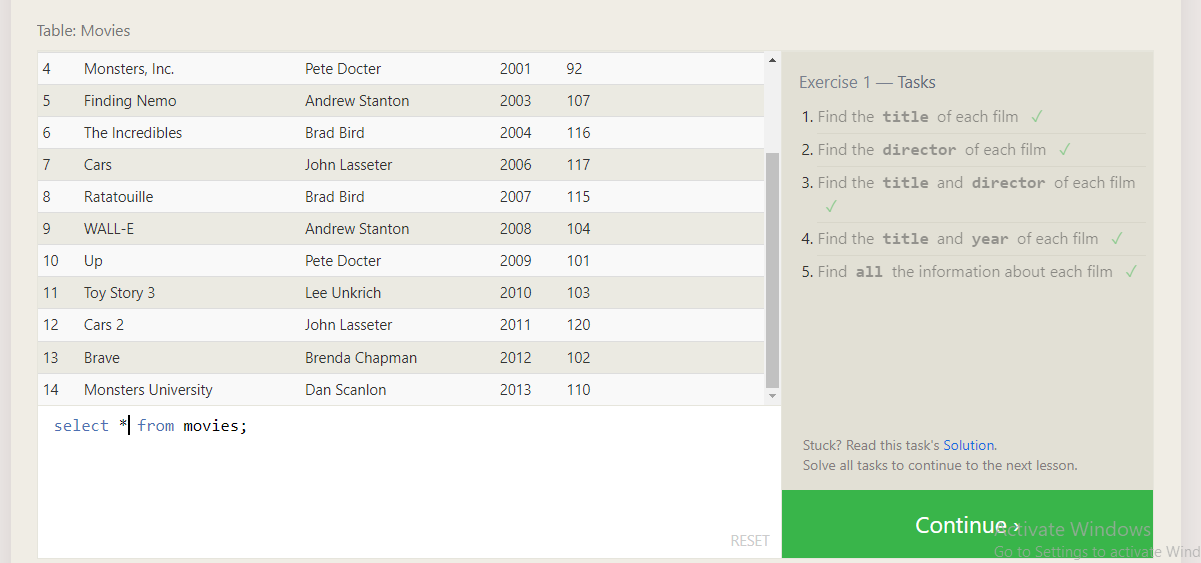 Table: Movies
4 Monsters, Inc. Pete Docter 2001 92
5 Finding Nemo Andrew Stanton 2003 107
6 The Incredibles Brad Bird 2004 116
7 Cars John Lasseter 2006 117
8 Ratatouille Brad Bird 2007 115
9 WALL-E Andrew Stanton 2008 104
10 Up Pete Docter 2009 101
11 Toy Story 3 Lee Unkrich 2010 103
12 Cars 2 John Lasseter 2011 120
13 Brave Brenda Chapman 2012 102
14 Monsters University Dan Scanlon 2013 110
select * from movies;
RESET
Exercise 1 — Tasks
1. Find the title of each film ✓
2. Find the director of each film ✓
3. Find the title and director of each film
✓
4. Find the title and year of each film ✓
5. Find all the information about each film ✓
Stuck? Read this task's Solution.
Solve all tasks to continue to the next lesson.
Continue ›
Activate Windows
Go to Settings to activate Wind